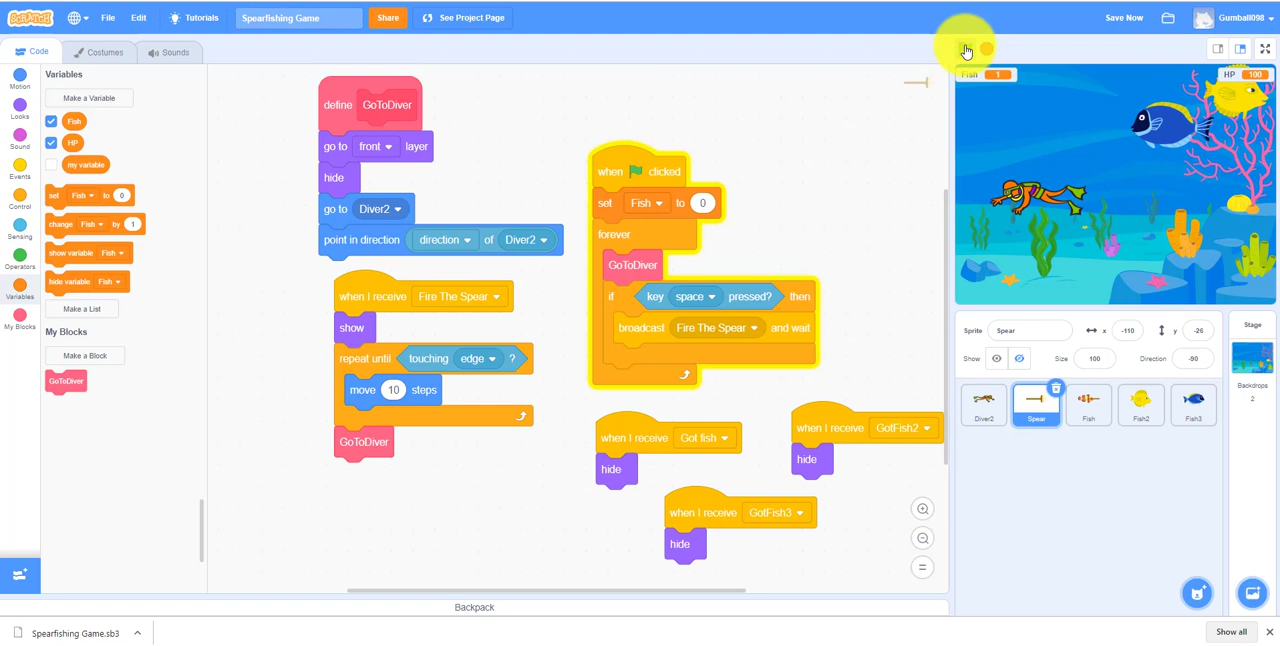 SCRATCH File Edit Tutorials Spearfishing Game Share See Project Page Save Now Gumball098
Code Costumes Sounds
Motion
Looks
Sound
Events
Control
Sensing
Operators
Variables
My Blocks
Variables
Make a Variable
Fish
HP
my variable
set Fish to 0
change Fish by 1
show variable Fish
hide variable Fish
Make a List
My Blocks
Make a Block
GoToDiver
define GoToDiver
go to front layer
hide
go to Diver2
point in direction direction of Diver2
when I receive Fire The Spear
show
repeat until touching edge ?
move 10 steps
GoToDiver
when clicked
set Fish to 0
forever
GoToDiver
if key space pressed? then
broadcast Fire The Spear and wait
when I receive Got fish
hide
when I receive GotFish2
hide
when I receive GotFish3
hide
Fish 1
HP 100
Sprite Spear x -110 y -26
Show Size 100 Direction -90
Diver2 Spear Fish Fish2 Fish3
Stage
Backdrops
2
Backpack
Spearfishing Game.sb3
Show all